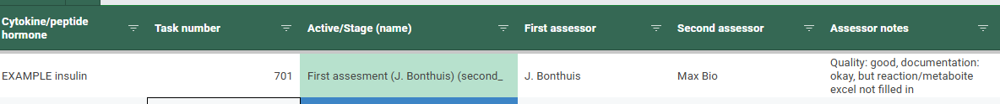 Cytokine/peptide
hormone
Task number
Active/Stage (name)
First assessor
Second assessor
Assessor notes
EXAMPLE insulin
701
First assesment (J. Bonthuis) (second_
J. Bonthuis
Max Bio
Quality: good, documentation:
okay, but reaction/metaboite
excel not filled in